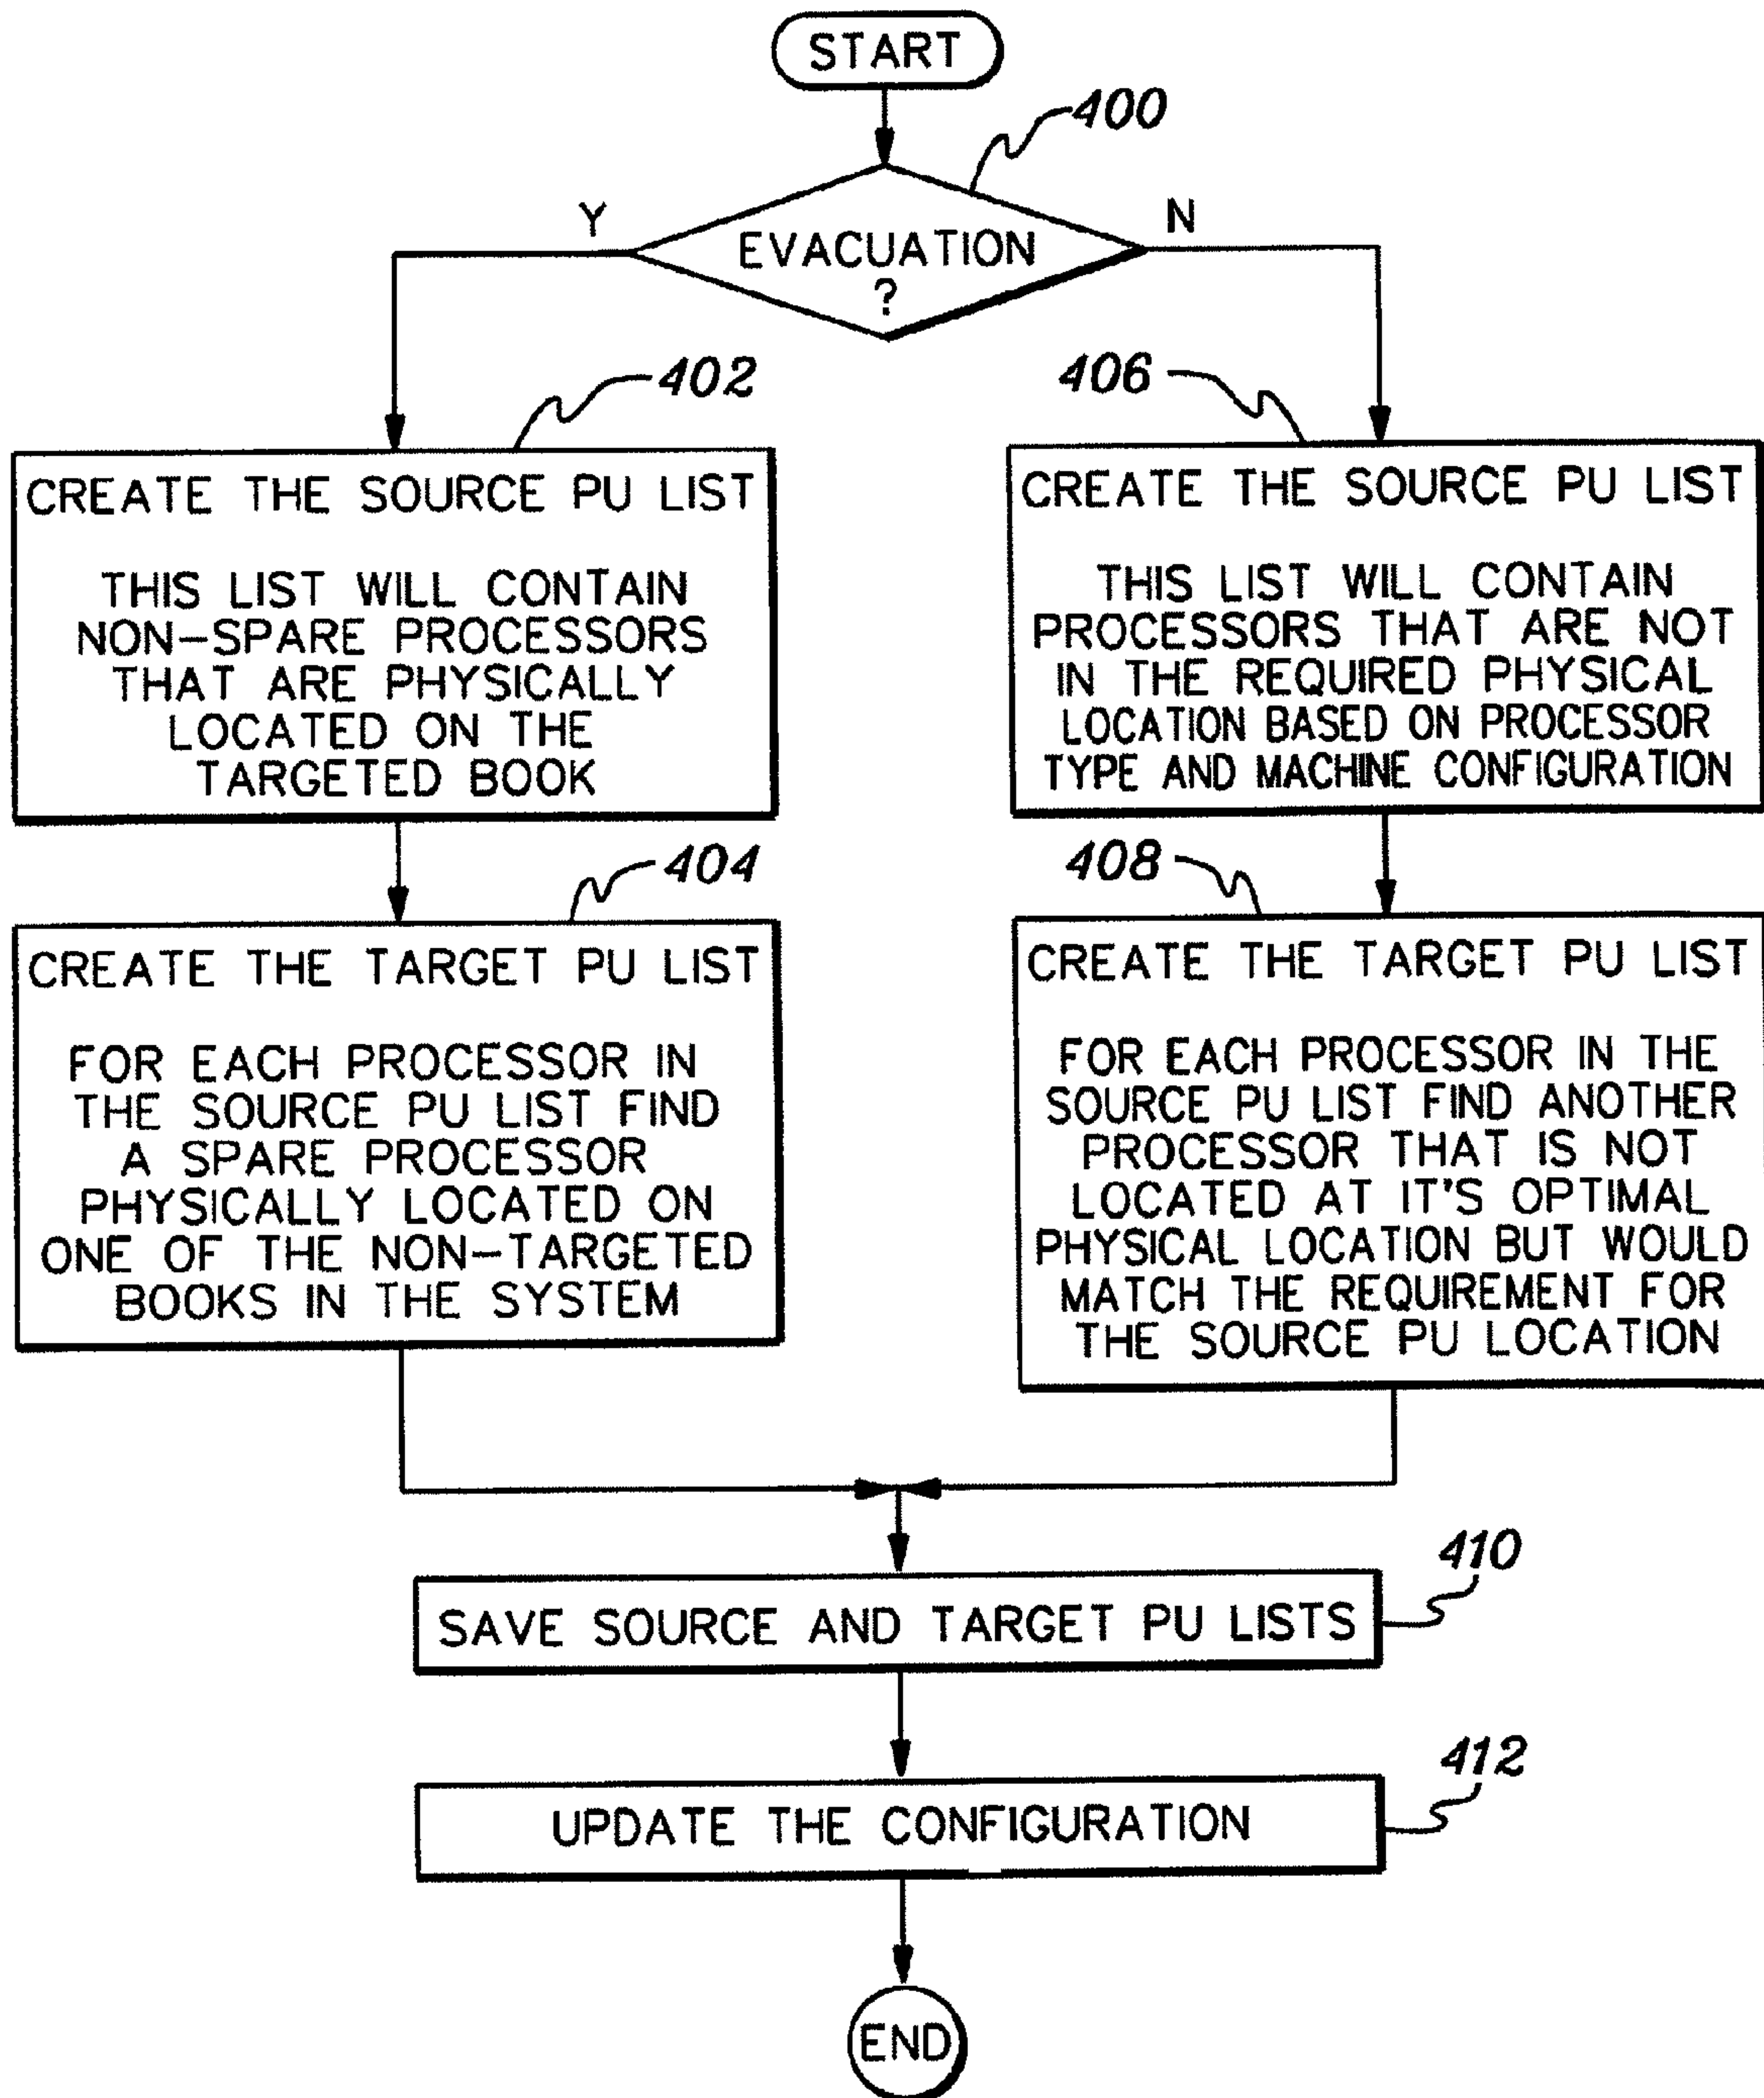 START
400
Y
N
EVACUATION
?
402
406
CREATE THE SOURCE PU LIST
THIS LIST WILL CONTAIN
NON-SPARE PROCESSORS
THAT ARE PHYSICALLY
LOCATED ON THE
TARGETED BOOK
CREATE THE SOURCE PU LIST
THIS LIST WILL CONTAIN
PROCESSORS THAT ARE NOT
IN THE REQUIRED PHYSICAL
LOCATION BASED ON PROCESSOR
TYPE AND MACHINE CONFIGURATION
404
408
CREATE THE TARGET PU LIST
FOR EACH PROCESSOR IN
THE SOURCE PU LIST FIND
A SPARE PROCESSOR
PHYSICALLY LOCATED ON
ONE OF THE NON-TARGETED
BOOKS IN THE SYSTEM
CREATE THE TARGET PU LIST
FOR EACH PROCESSOR IN THE
SOURCE PU LIST FIND ANOTHER
PROCESSOR THAT IS NOT
LOCATED AT IT'S OPTIMAL
PHYSICAL LOCATION BUT WOULD
MATCH THE REQUIREMENT FOR
THE SOURCE PU LOCATION
410
SAVE SOURCE AND TARGET PU LISTS
412
UPDATE THE CONFIGURATION
END